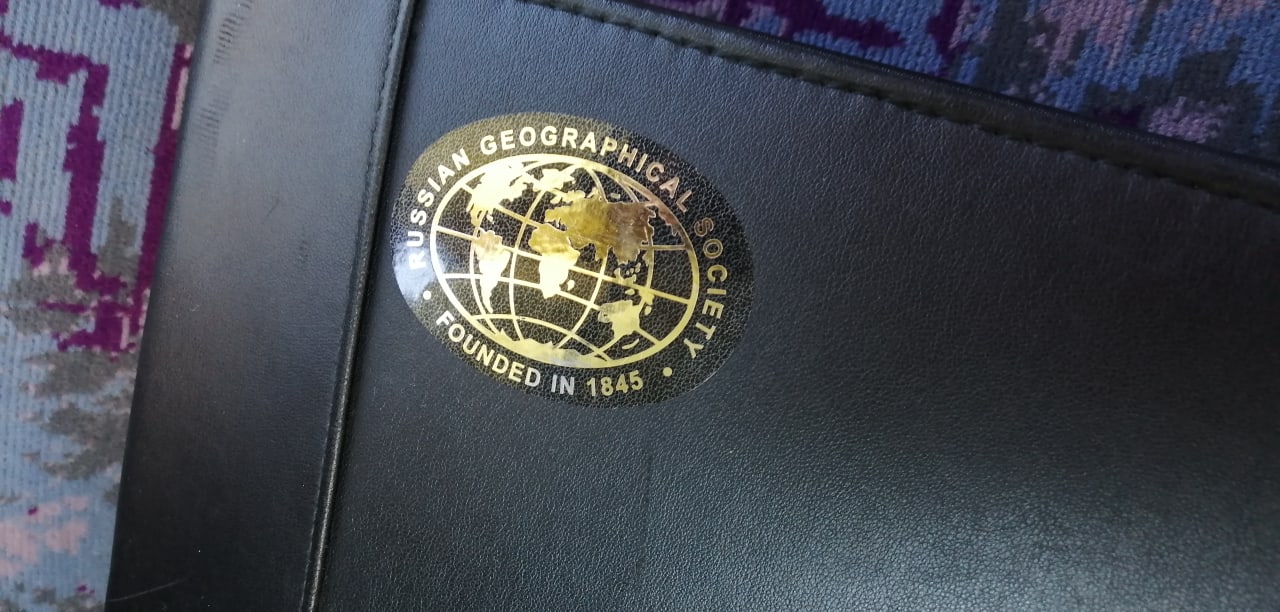 RUSSIAN GEOGRAPHICAL SOCIETY
• FOUNDED IN 1845 •